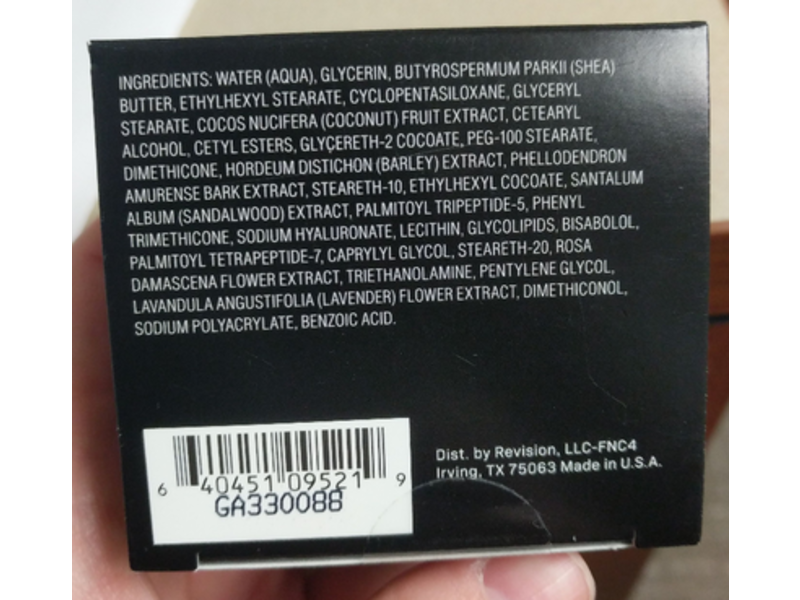 INGREDIENTS: WATER (AQUA), GLYCERIN, BUTYROSPERMUM PARKII (SHEA)
BUTTER, ETHYLHEXYL STEARATE, CYCLOPENTASILOXANE, GLYCERYL
STEARATE, COCOS NUCIFERA (COCONUT) FRUIT EXTRACT, CETEARYL
ALCOHOL, CETYL ESTERS, GLYCERETH-2 COCOATE, PEG-100 STEARATE,
DIMETHICONE, HORDEUM DISTICHON (BARLEY) EXTRACT, PHELLODENDRON
AMURENSE BARK EXTRACT, STEARETH-10, ETHYLHEXYL COCOATE, SANTALUM
ALBUM (SANDALWOOD) EXTRACT, PALMITOYL TRIPEPTIDE-5, PHENYL
TRIMETHICONE, SODIUM HYALURONATE, LECITHIN, GLYCOLIPIDS, BISABOLOL,
PALMITOYL TETRAPEPTIDE-7, CAPRYLYL GLYCOL, STEARETH-20, ROSA
DAMASCENA FLOWER EXTRACT, TRIETHANOLAMINE, PENTYLENE GLYCOL,
LAVANDULA ANGUSTIFOLIA (LAVENDER) FLOWER EXTRACT, DIMETHICONOL,
SODIUM POLYACRYLATE, BENZOIC ACID.
6 40451 09521 9
GA330088
Dist. by Revision, LLC-FNC4
Irving, TX 75063 Made in U.S.A.